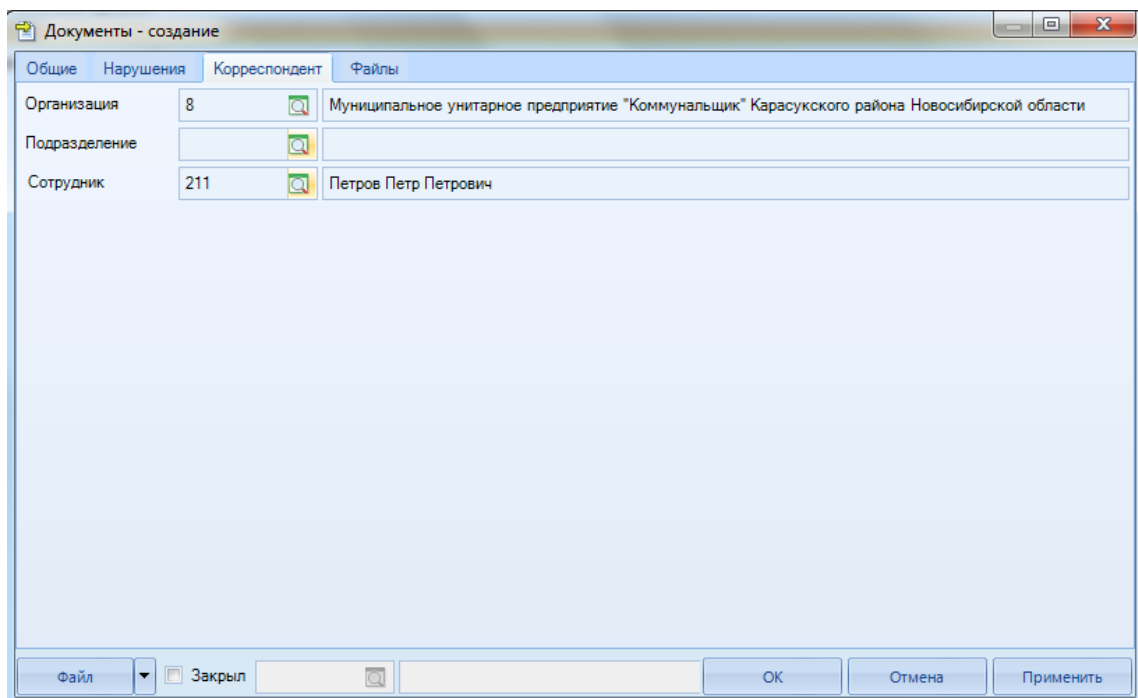 Документы - создание
Общие Нарушения Корреспондент Файлы
Организация 8 Муниципальное унитарное предприятие "Коммунальщик" Карасукского района Новосибирской области
Подразделение
Сотрудник 211 Петров Петр Петрович
Файл Закрыл ОК Отмена Применить